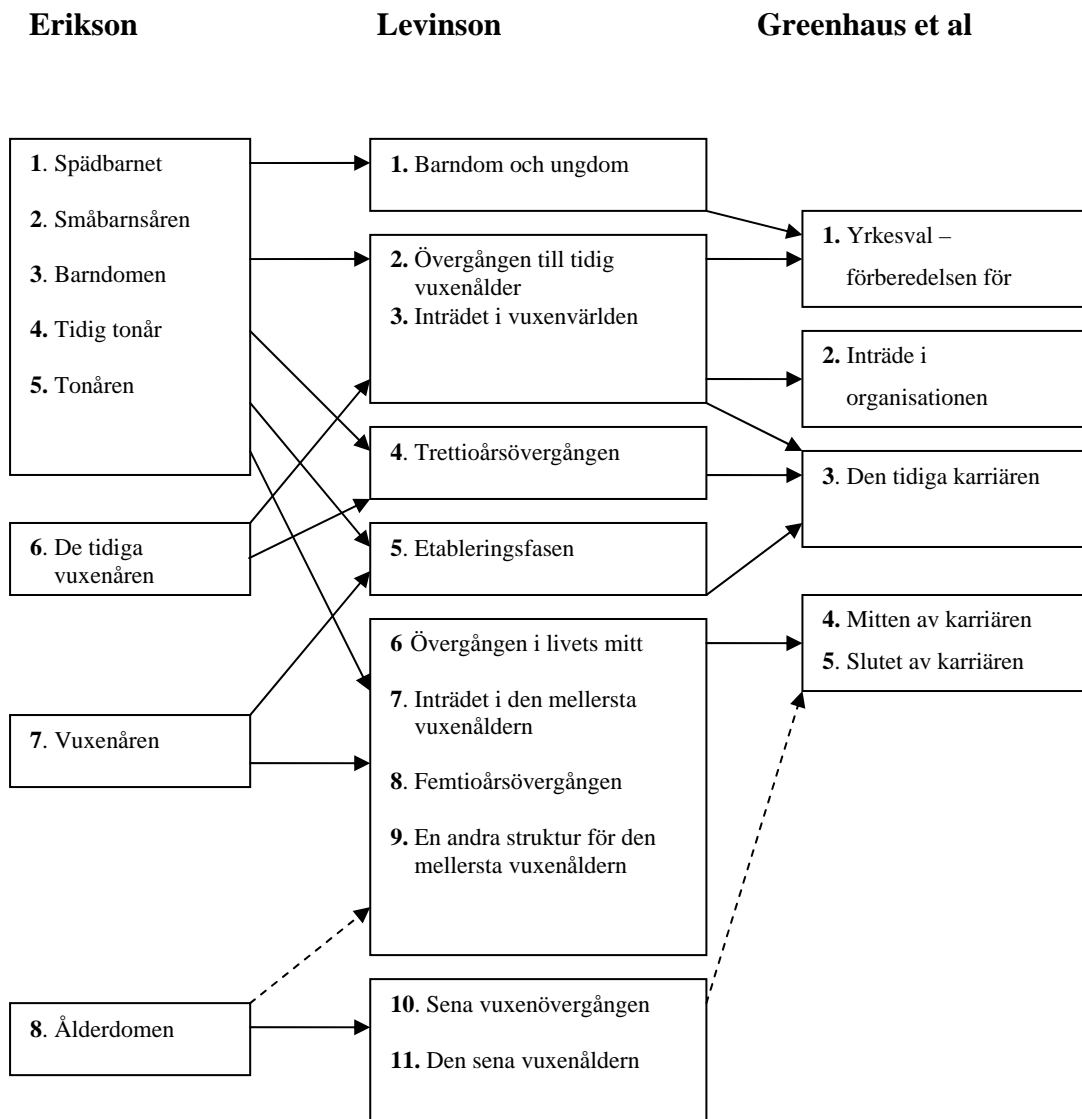 Erikson
Levinson
Greenhaus et al
1. Spädbarnet
2. Småbarnsåren
3. Barndomen
4. Tidig tonår
5. Tonåren
6. De tidiga
vuxenåren
7. Vuxenåren
8. Ålderdomen
1. Barndom och ungdom
2. Övergången till tidig
vuxenålder
3. Inträdet i vuxenvärlden
4. Trettioårsövergången
5. Etableringsfasen
6 Övergången i livets mitt
7. Inträdet i den mellersta
vuxenåldern
8. Femtioårsövergången
9. En andra struktur för den
mellersta vuxenåldern
10. Sena vuxenövergången
11. Den sena vuxenåldern
1. Yrkesval –
förberedelsen för
2. Inträde i
organisationen
3. Den tidiga karriären
4. Mitten av karriären
5. Slutet av karriären